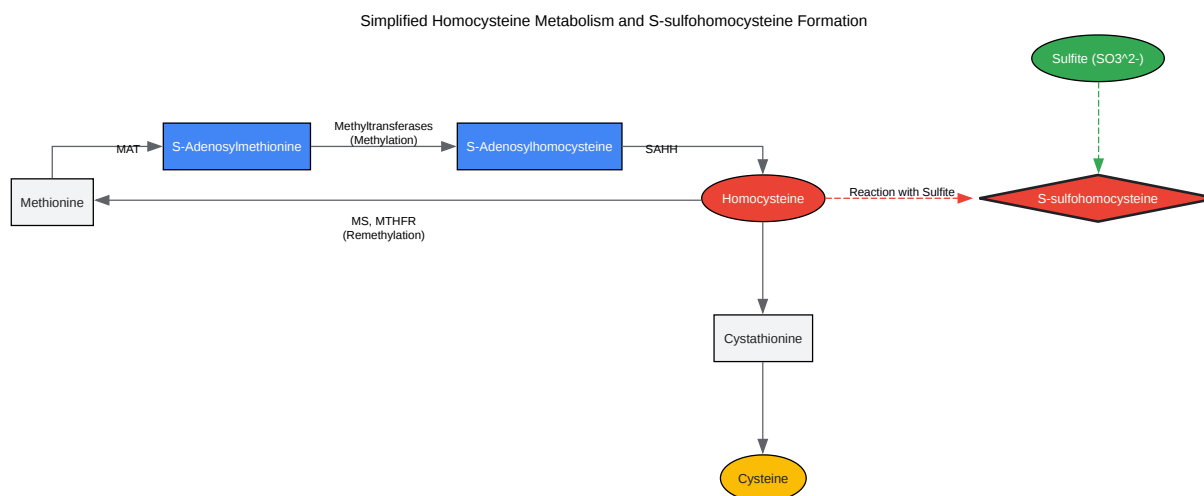 Simplified Homocysteine Metabolism and S-sulfohomocysteine Formation
Sulfite (SO3^2-)
MAT
S-Adenosylmethionine
Methyltransferases
(Methylation)
S-Adenosylhomocysteine
SAHH
Methionine
Homocysteine
Reaction with Sulfite
S-sulfohomocysteine
MS, MTHFR
(Remethylation)
Cystathionine
Cysteine